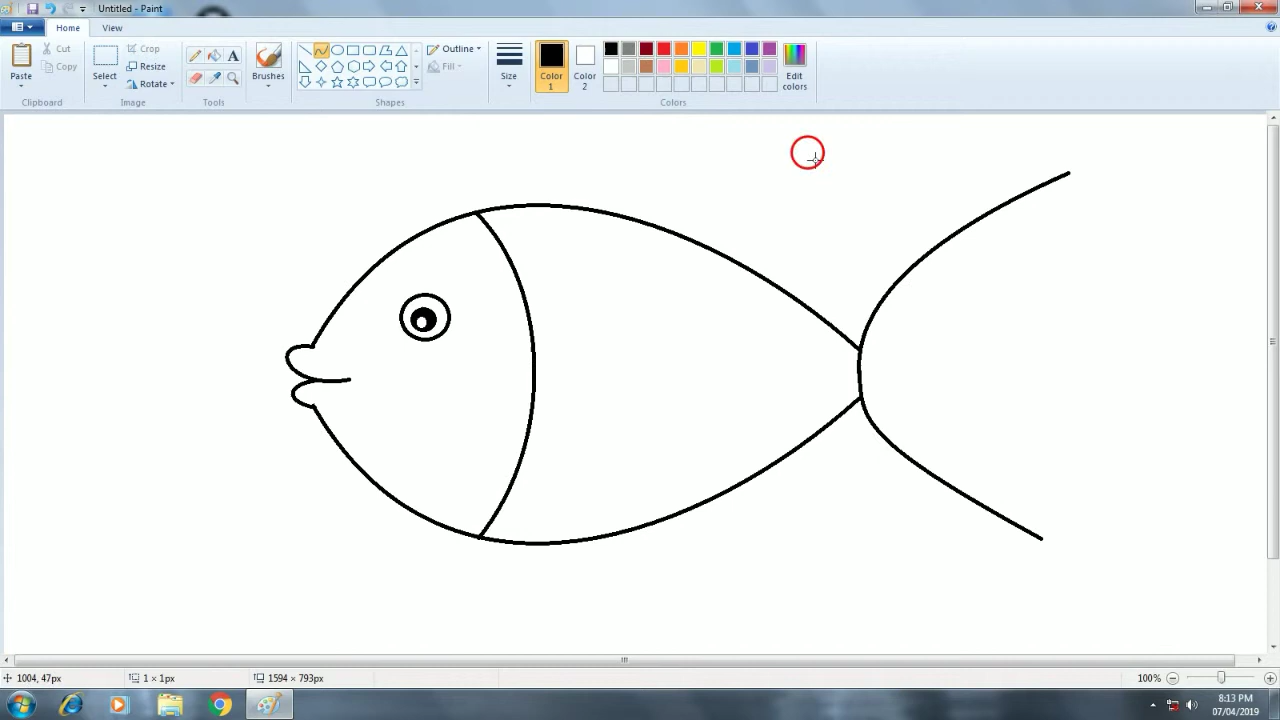 Untitled - Paint
Home View
Paste
Cut
Copy
Clipboard
Select
Crop
Resize
Rotate
Image
Tools
Brushes
Shapes
Outline
Fill
Size
Color 1
Color 2
Colors
Edit colors
1004, 47px
1 × 1px
1594 × 793px
100%
8:13 PM
07/04/2019